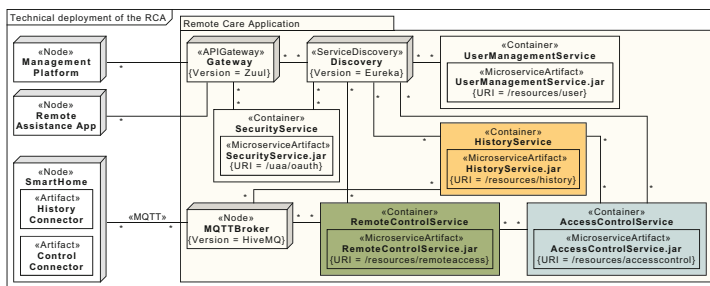 Technical deployment of the RCA
Remote Care Application
«Node»
Management
Platform
*
«APIGateway»
Gateway
{Version = Zuul}
* *
«ServiceDiscovery»
Discovery
{Version = Eureka}
* *
«Container»
UserManagementService
«MicroserviceArtifact»
UserManagementService.jar
{URI = /resources/user}
«Node»
Remote
Assistance App
*
* *
*
* *
*
«Container»
SecurityService
«MicroserviceArtifact»
SecurityService.jar
{URI = /uaa/oauth}
«Container»
HistoryService
«MicroserviceArtifact»
HistoryService.jar
{URI = /resources/history}
*
*
«Node»
SmartHome
«Artifact»
History
Connector
«Artifact»
Control
Connector
* «MQTT» *
*
«Node»
MQTTBroker
{Version = HiveMQ}
* *
*
«Container»
RemoteControlService
«MicroserviceArtifact»
RemoteControlService.jar
{URI = /resources/remoteaccess}
* *
* *
«Container»
AccessControlService
«MicroserviceArtifact»
AccessControlService.jar
{URI = /resources/accesscontrol}